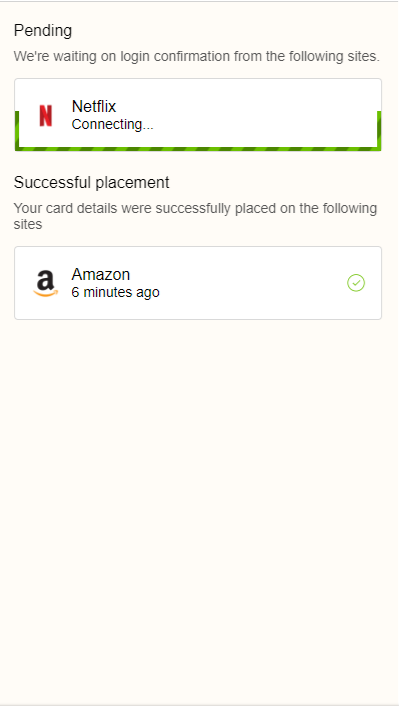 Pending
We're waiting on login confirmation from the following sites.
N
Netflix
Connecting...
Successful placement
Your card details were successfully placed on the following
sites
a
Amazon
6 minutes ago